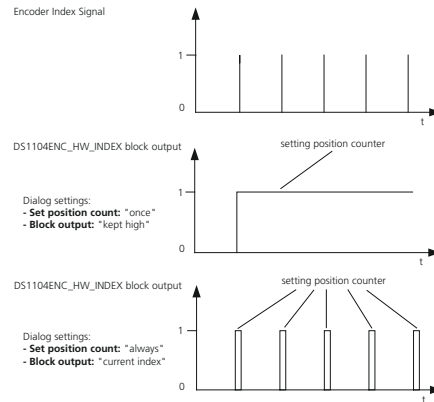 Encoder Index Signal
1
0
t
DS1104ENC_HW_INDEX block output
setting position counter
Dialog settings:
- Set position count: "once"
- Block output: "kept high"
1
0
t
DS1104ENC_HW_INDEX block output
setting position counter
Dialog settings:
- Set position count: "always"
- Block output: "current index"
1
0
t